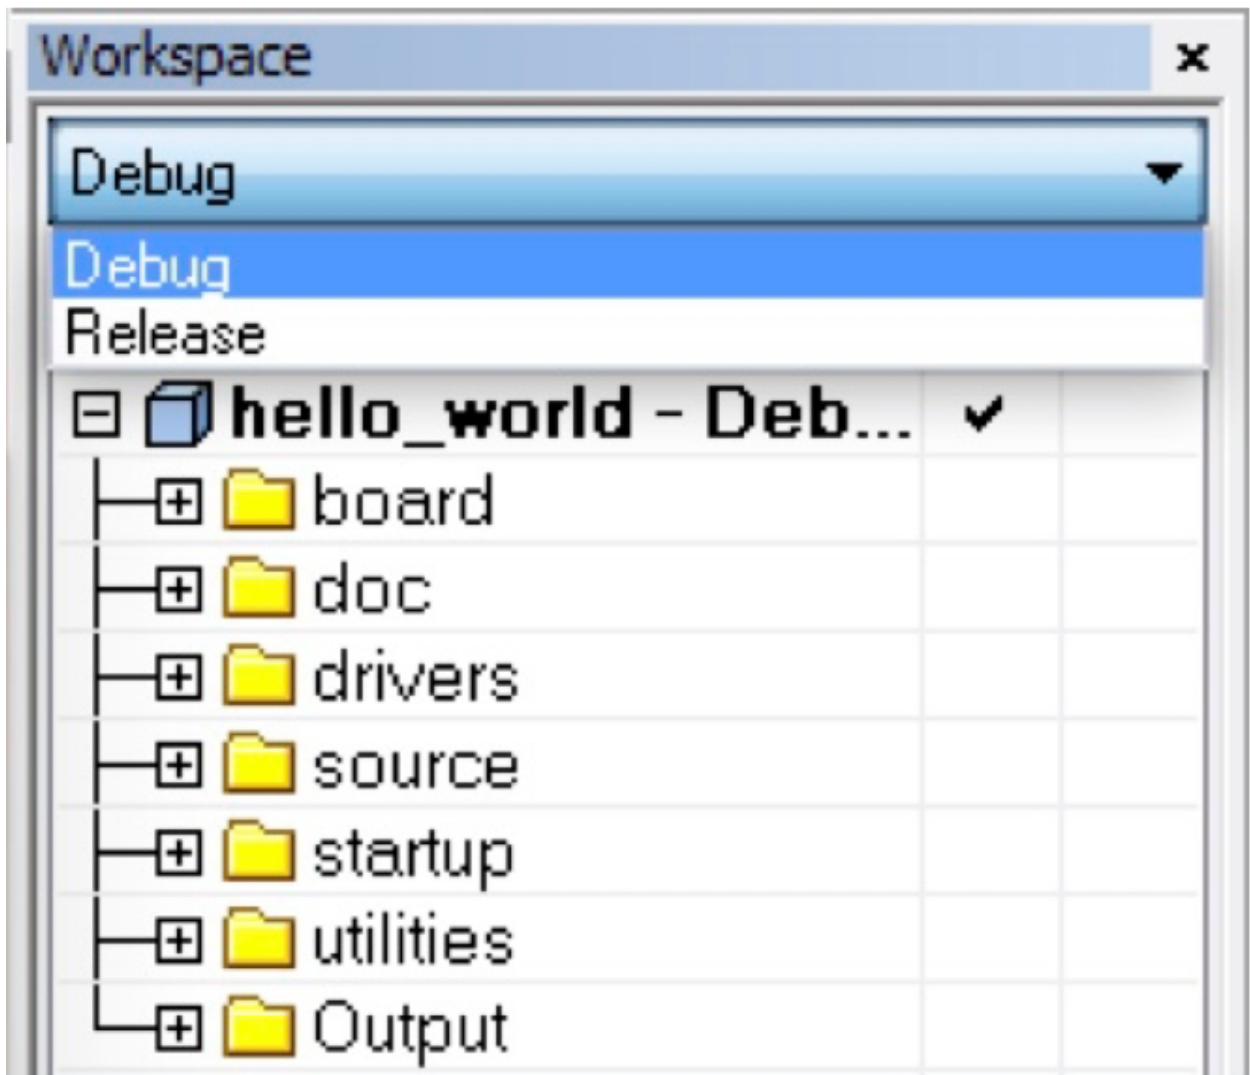 Workspace
Debug
Debug
Release
hello_world - Deb...
board
doc
drivers
source
startup
utilities
Output